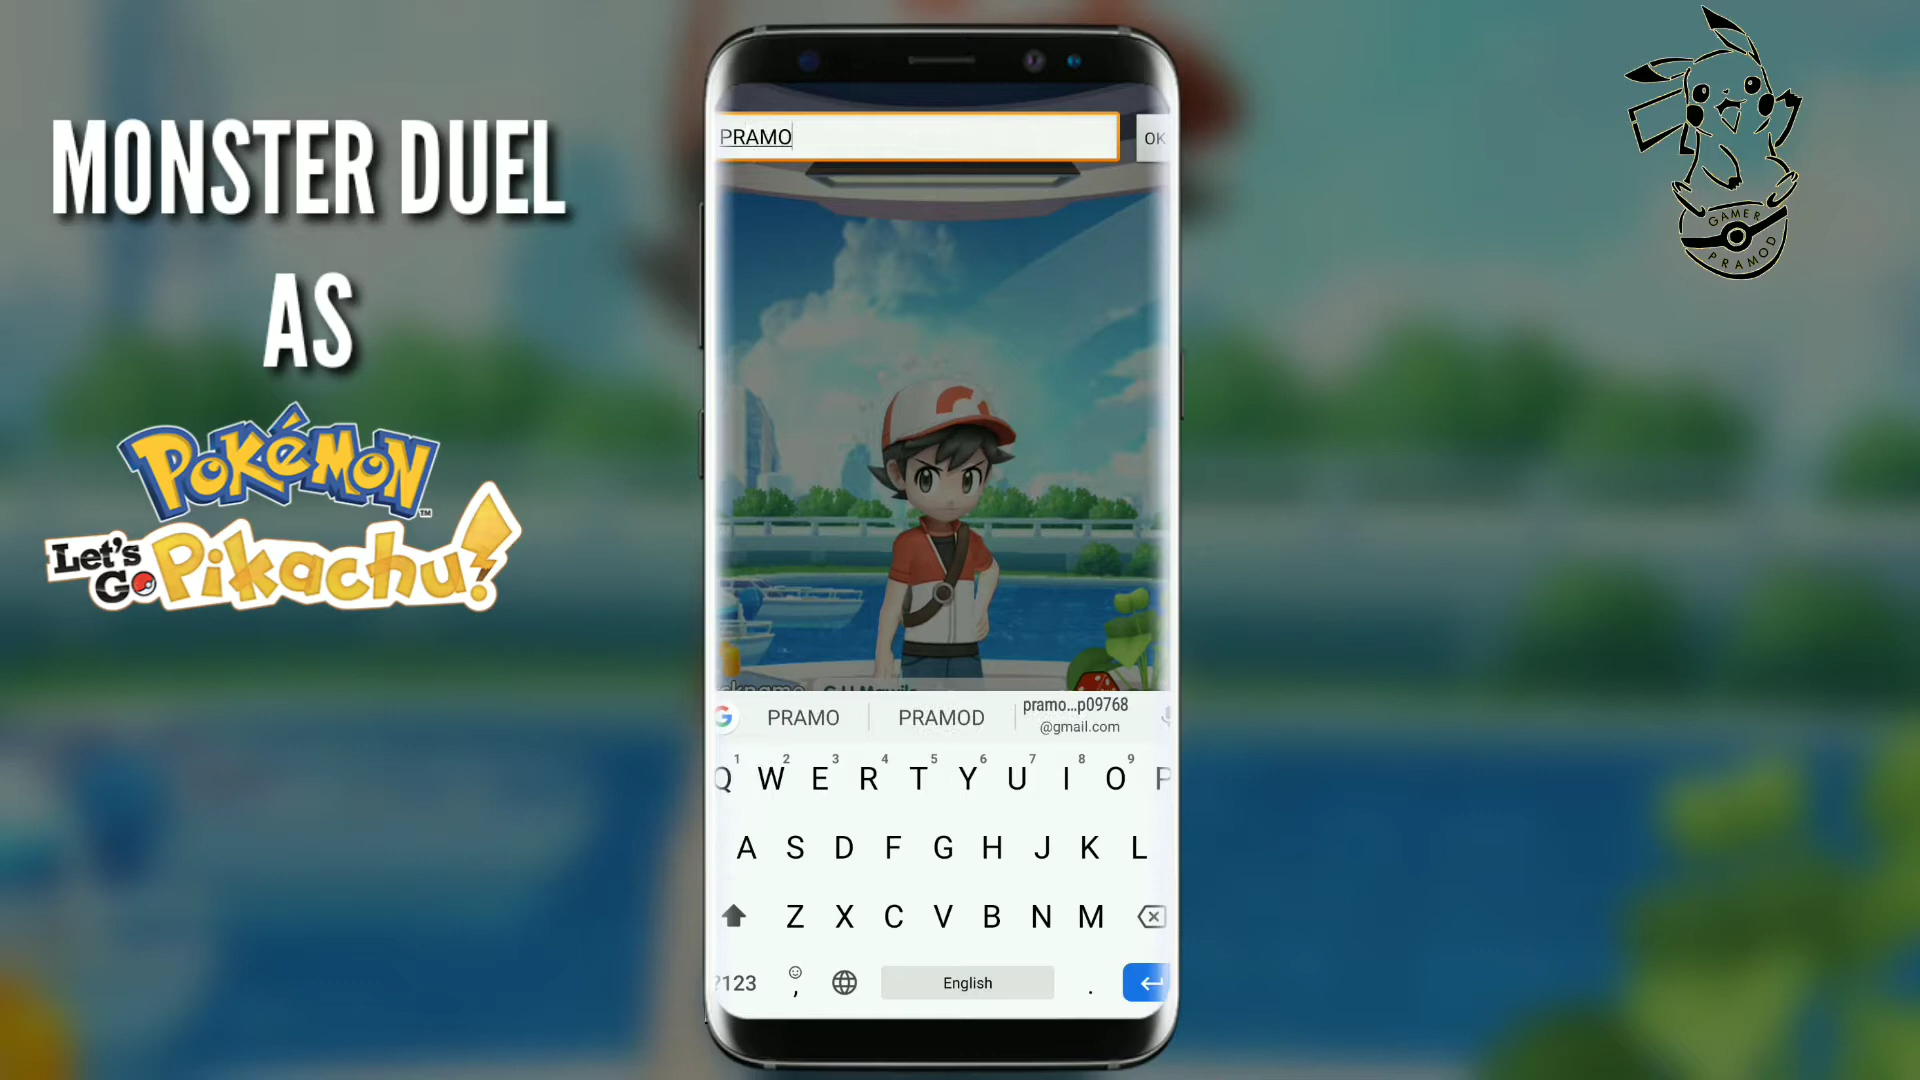 MONSTER DUEL
AS
POKéMON
TM
Let's
GO Pikachu!
PRAMO
OK
PRAMO PRAMOD pramo...p09768
@gmail.com
1 2 3 4 5 6 7 8 9
Q W E R T Y U I O P
A S D F G H J K L
Z X C V B N M
?123 , English .
GAMER
PRAMOD